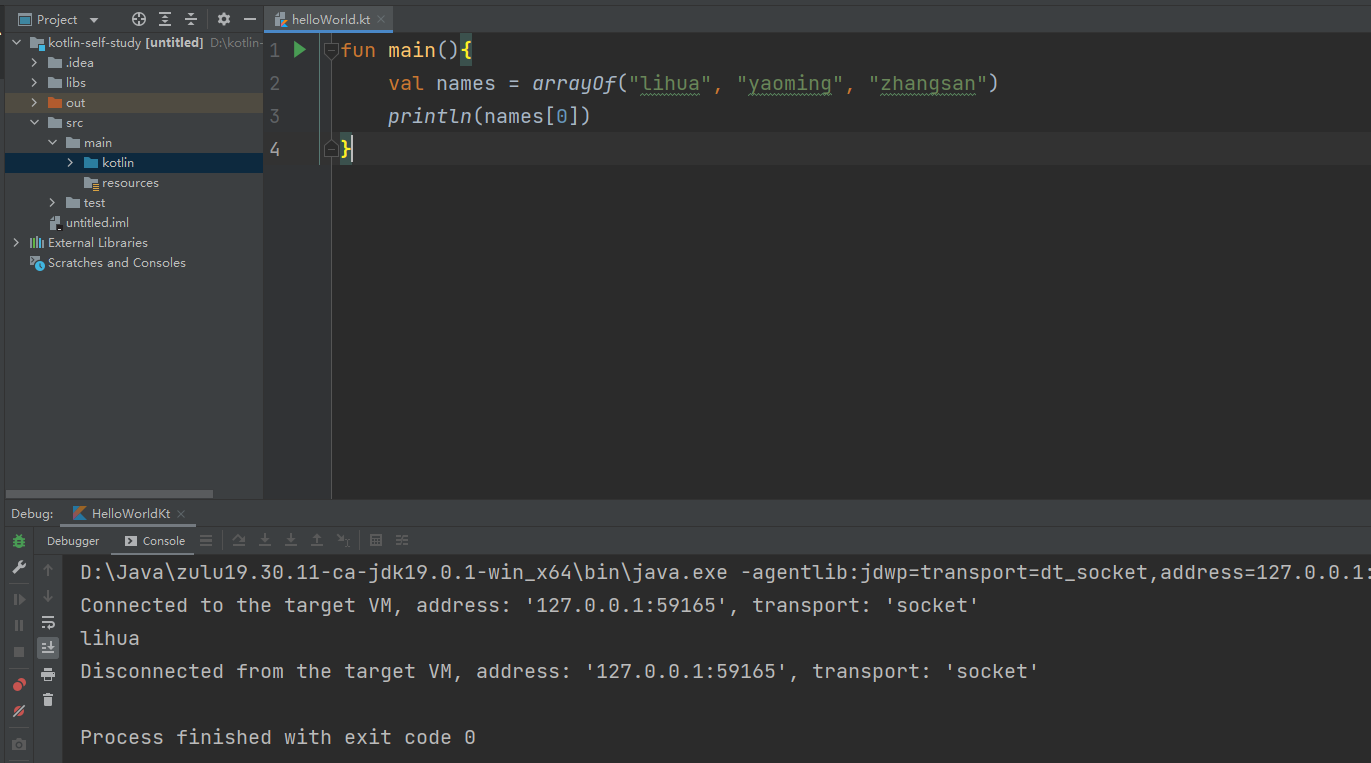 Project
helloWorld.kt
kotlin-self-study [untitled] D:\kotlin-
.idea
libs
out
src
main
kotlin
resources
test
untitled.iml
External Libraries
Scratches and Consoles
1 fun main(){
2 val names = arrayOf("lihua", "yaoming", "zhangsan")
3 println(names[0])
4 }
Debug: HelloWorldKt
Debugger Console
D:\Java\zulu19.30.11-ca-jdk19.0.1-win_x64\bin\java.exe -agentlib:jdwp=transport=dt_socket,address=127.0.0.1:
Connected to the target VM, address: '127.0.0.1:59165', transport: 'socket'
lihua
Disconnected from the target VM, address: '127.0.0.1:59165', transport: 'socket'
Process finished with exit code 0